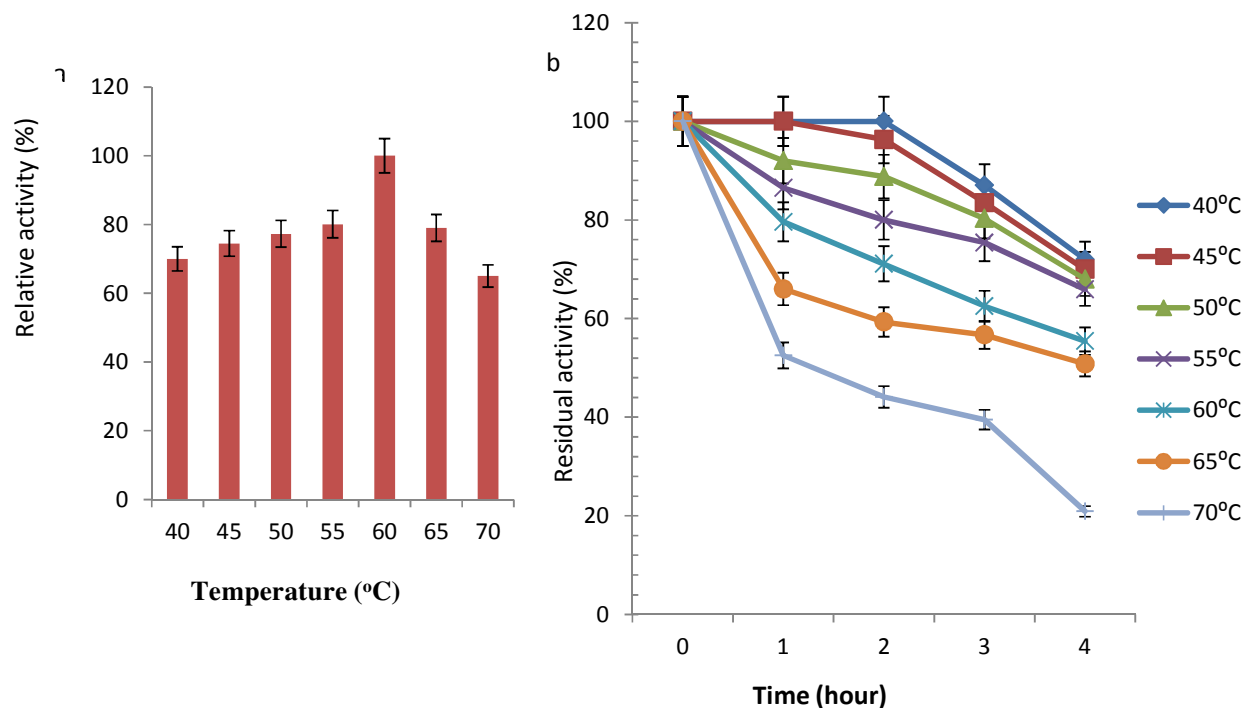 120
100
80
60
40
20
0
Relative activity (%)
40 45 50 55 60 65 70
Temperature (ºC)
b
120
100
80
60
40
20
0
Residual activity (%)
0 1 2 3 4
Time (hour)
40ºC
45ºC
50ºC
55ºC
60ºC
65ºC
70ºC